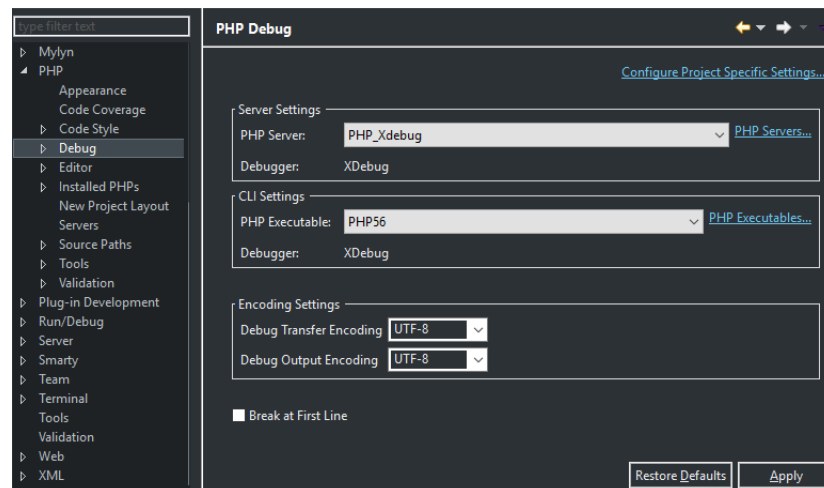 type filter text
Mylyn
PHP
Appearance
Code Coverage
Code Style
Debug
Editor
Installed PHPs
New Project Layout
Servers
Source Paths
Tools
Validation
Plug-in Development
Run/Debug
Server
Smarty
Team
Terminal
Tools
Validation
Web
XML
PHP Debug
Configure Project Specific Settings...
Server Settings
PHP Server: PHP_Xdebug PHP Servers...
Debugger: XDebug
CLI Settings
PHP Executable: PHP56 PHP Executables...
Debugger: XDebug
Encoding Settings
Debug Transfer Encoding UTF-8
Debug Output Encoding UTF-8
Break at First Line
Restore Defaults Apply